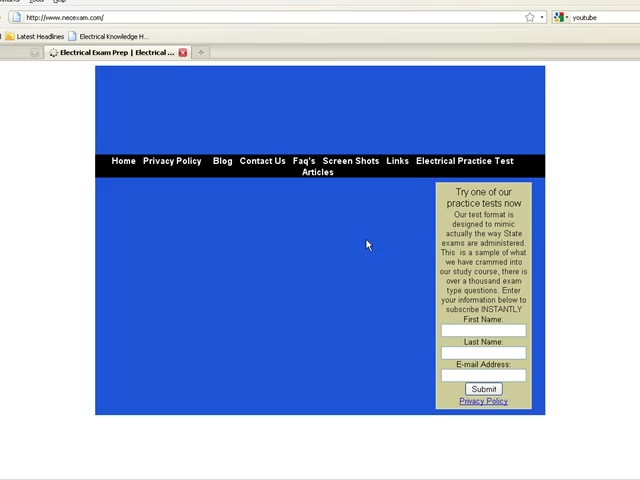 Tools Help
http://www.necexam.com/
youtube
Latest Headlines
Electrical Knowledge H...
Electrical Exam Prep | Electrical ...
Home Privacy Policy Blog Contact Us Faq's Screen Shots Links Electrical Practice Test
Articles
Try one of our
practice tests now
Our test format is
designed to mimic
actually the way State
exams are administered.
This is a sample of what
we have crammed into
our study course, there is
over a thousand exam
type questions. Enter
your information below to
subscribe INSTANTLY
First Name:
Last Name:
E-mail Address:
Submit
Privacy Policy